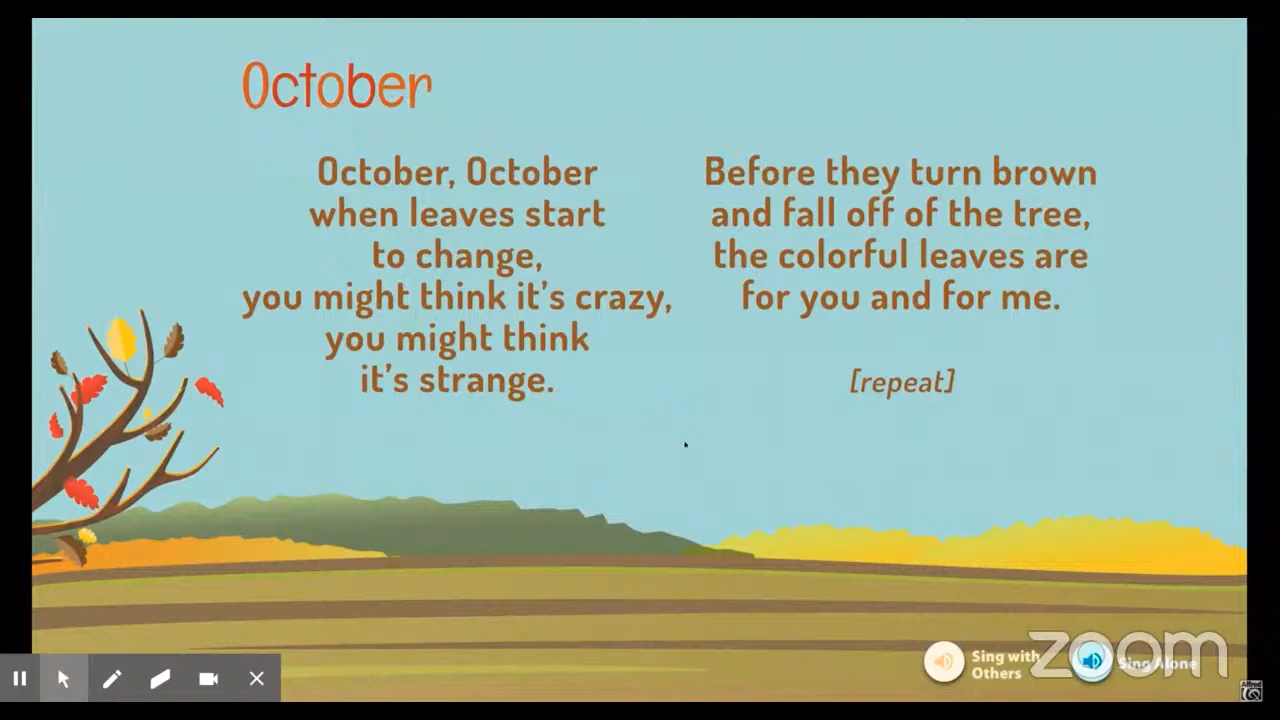 October
October, October
when leaves start
to change,
you might think it's crazy,
you might think
it's strange.
Before they turn brown
and fall off of the tree,
the colorful leaves are
for you and for me.
[repeat]
Sing with
Others
Sing Alone
zoom
Alfred